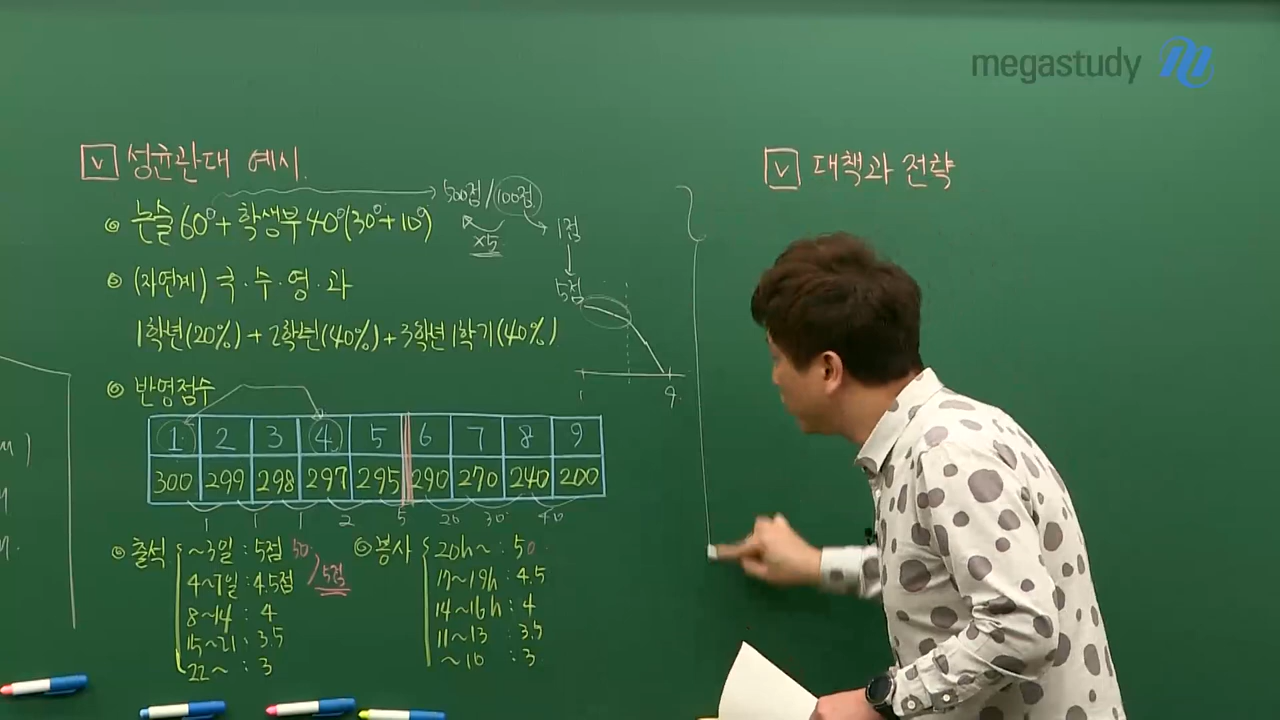 megastudy
v 성균관대 예시.
500점/100점
◎ 논술 60% + 학생부 40%(30%+10%)
×5
1점
◎ (자연계) 국·수·영·과
5점
1학년(20%) + 2학년(40%) + 3학년 1학기(40%)
1 9
◎ 반영점수
1 2 3 4 5 6 7 8 9
300 299 298 297 295 290 270 240 200
1 1 1 2 5 20 30 40
◎ 출석 ~3일 : 5점 50
4~7일 : 4.5점
8~14 : 4
15~21 : 3.5
22~ : 3
5점
◎ 봉사 20h~ : 50
17~19h : 4.5
14~16h : 4
11~13 : 3.5
~10 : 3
v 대책과 전략